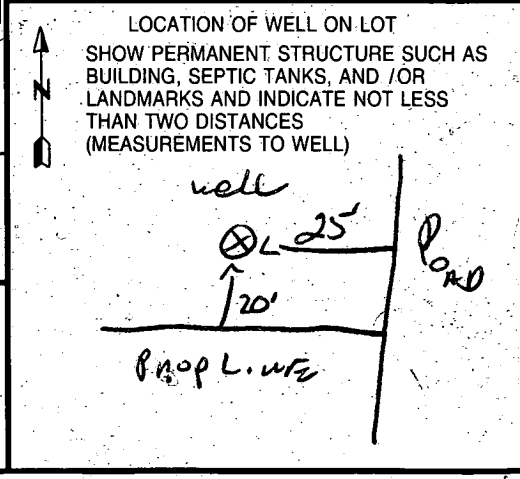 LOCATION OF WELL ON LOT
SHOW PERMANENT STRUCTURE SUCH AS
BUILDING, SEPTIC TANKS, AND /OR
LANDMARKS AND INDICATE NOT LESS
THAN TWO DISTANCES
(MEASUREMENTS TO WELL)
N
well
25'
ROAD
20'
PROP LINE